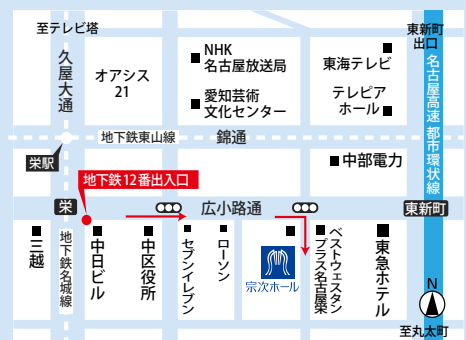 至テレビ塔
久屋大通
オアシス
21
NHK
名古屋放送局
愛知芸術
文化センター
東海テレビ
テレピア
ホール
東新町
出口
名古屋高速 都市環状線
地下鉄東山線
錦通
栄駅
中部電力
地下鉄12番出入口
栄
広小路通
東新町
三越
地下鉄名城線
中日ビル
中区役所
セブンイレブン
ローソン
宗次ホール
ベストウェスタン
プラス名古屋栄
東急ホテル
N
至丸太町